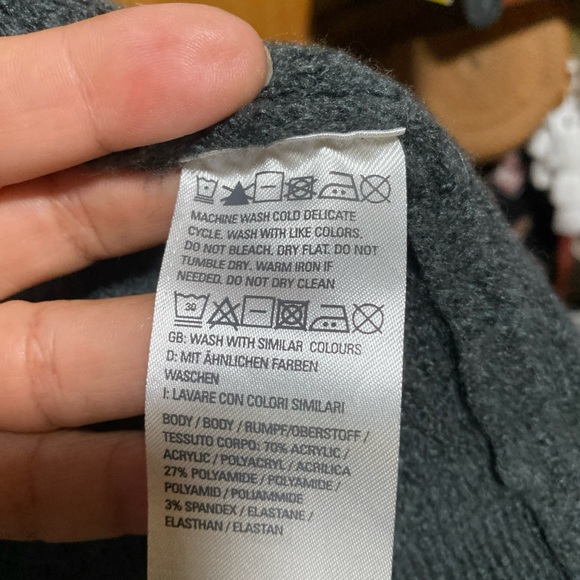 MACHINE WASH COLD DELICATE
CYCLE. WASH WITH LIKE COLORS.
DO NOT BLEACH. DRY FLAT. DO NOT
TUMBLE DRY. WARM IRON IF
NEEDED. DO NOT DRY CLEAN
30
GB: WASH WITH SIMILAR COLOURS
D: MIT ÄHNLICHEN FARBEN
WASCHEN
I: LAVARE CON COLORI SIMILARI
BODY / BODY / RUMPF/OBERSTOFF /
TESSUTO CORPO: 70% ACRYLIC /
ACRYLIC / POLYACRYL / ACRILICA
27% POLYAMIDE / POLYAMIDE /
POLYAMID / POLIAMMIDE
3% SPANDEX / ELASTANE /
ELASTHAN / ELASTAN